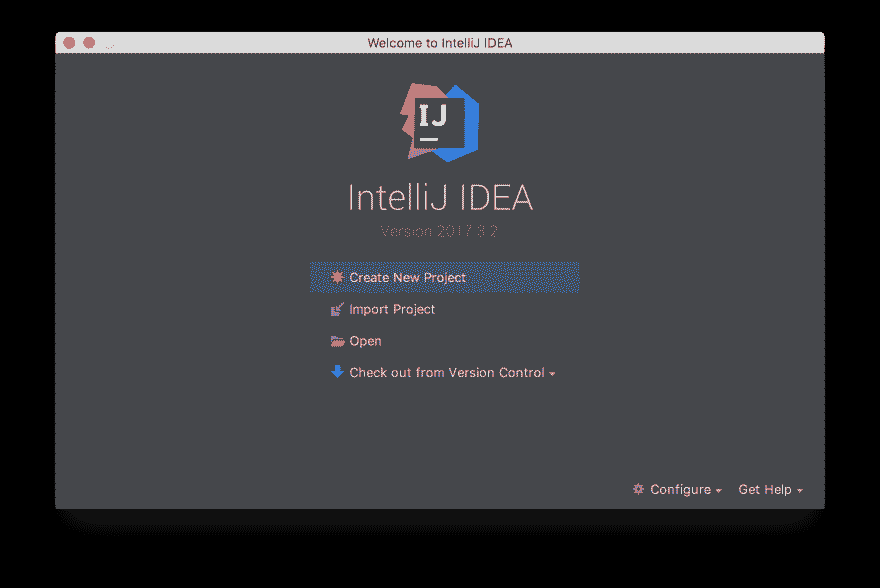 Welcome to IntelliJ IDEA
IJ
IntelliJ IDEA
Version 2017.3.2
Create New Project
Import Project
Open
Check out from Version Control
Configure Get Help